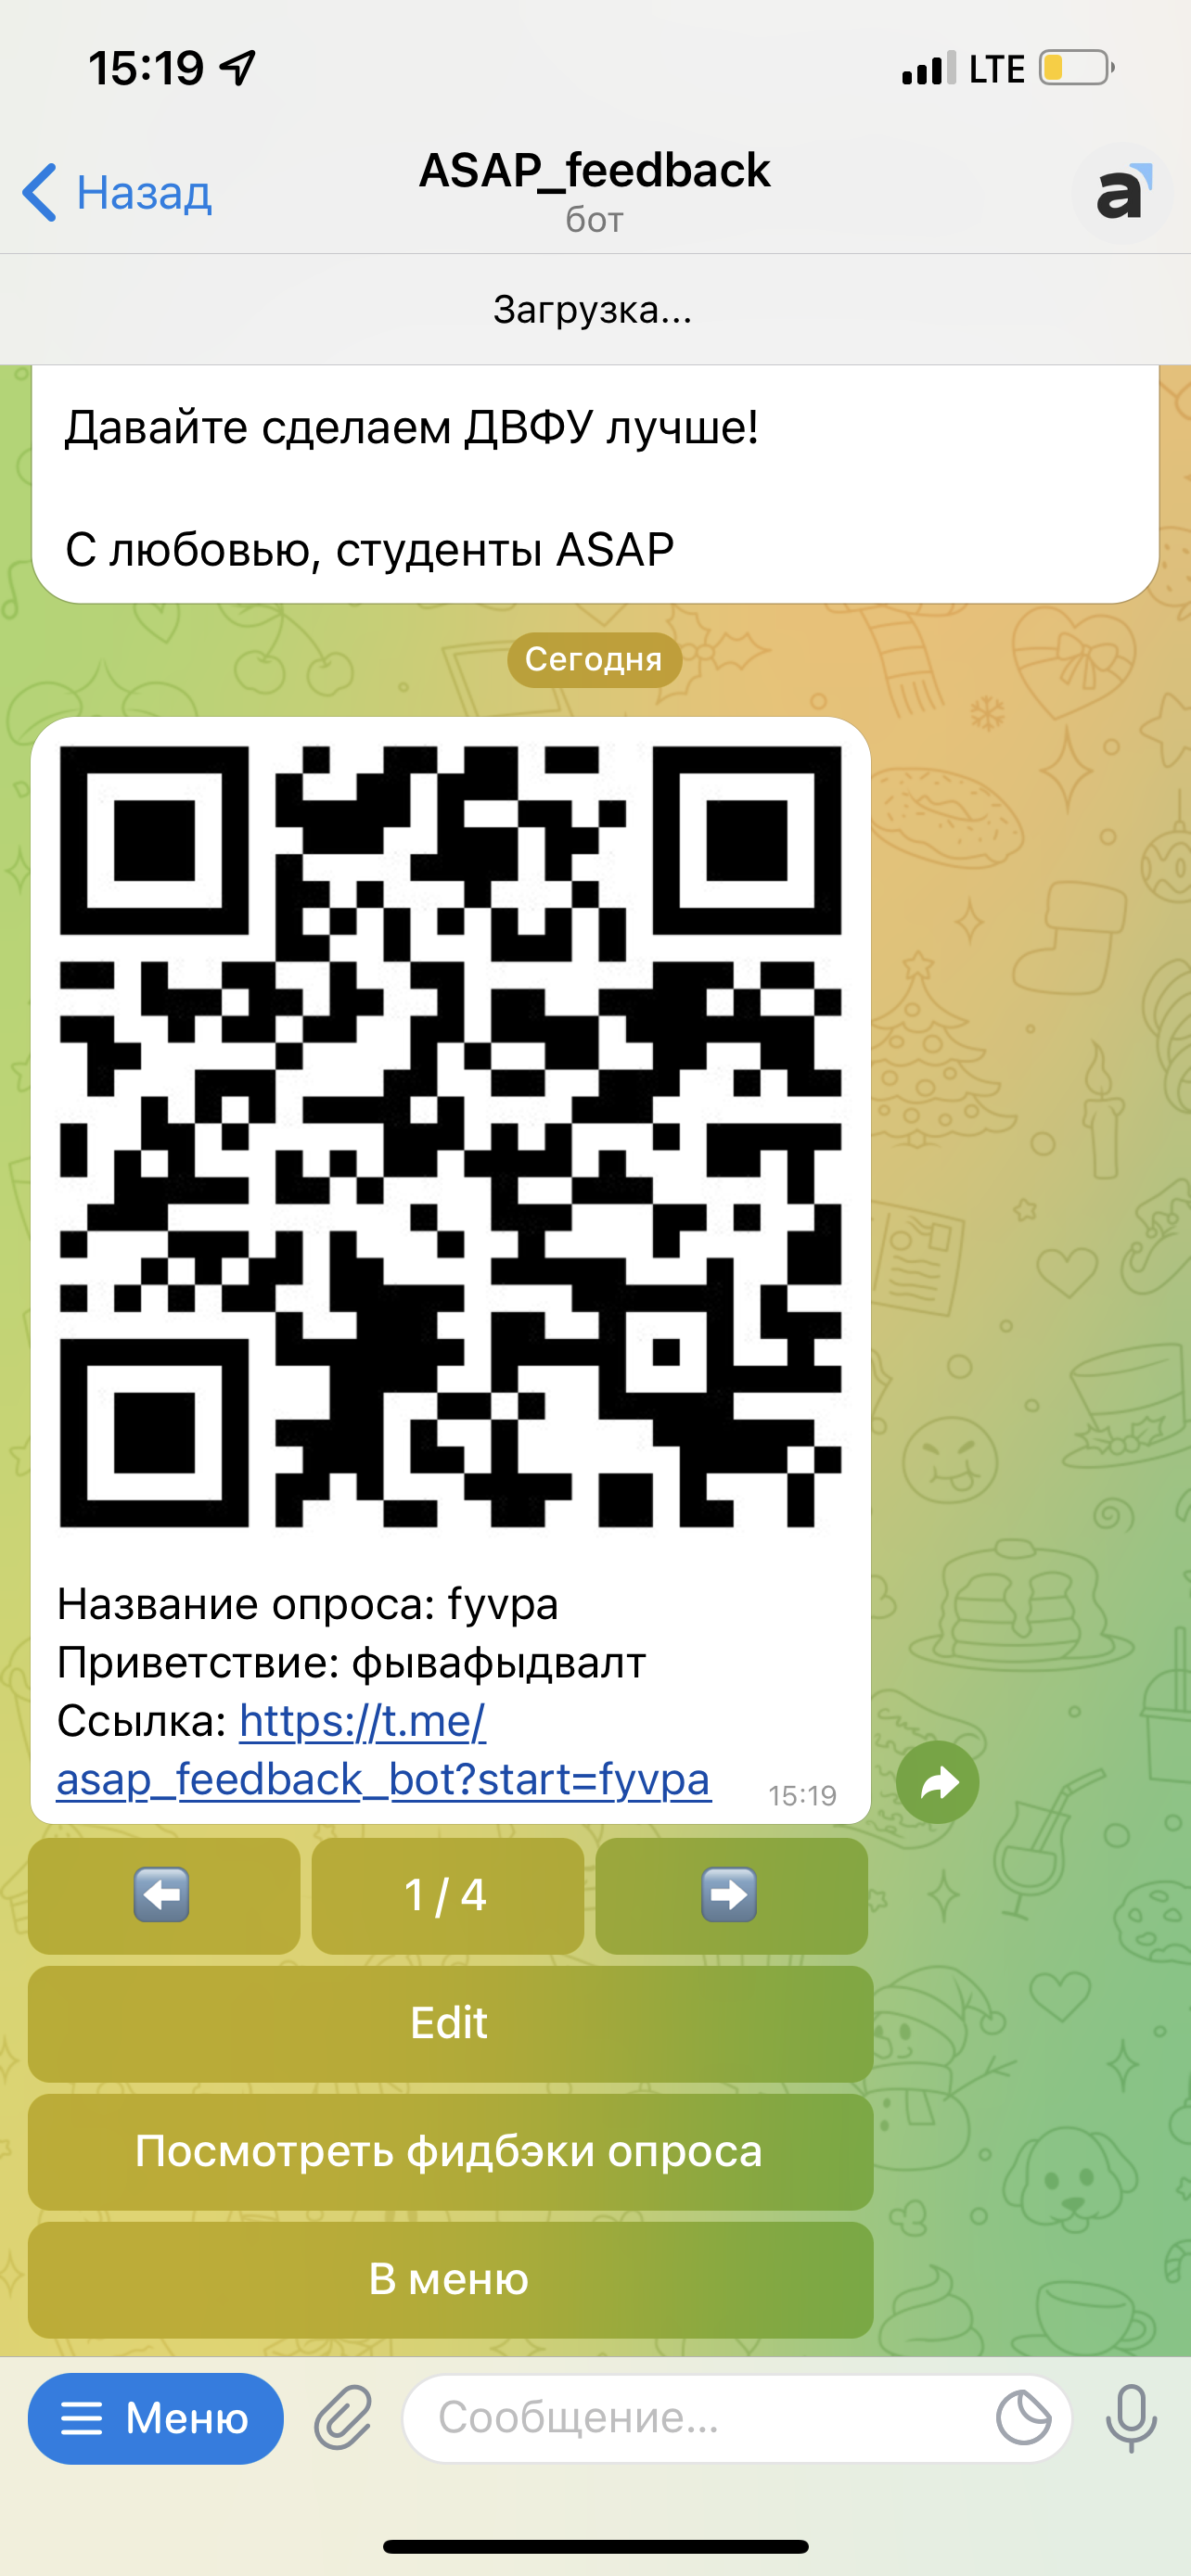 15:19
LTE
Назад
ASAP_feedback
бот
a
Загрузка...
Давайте сделаем ДВФУ лучше!
С любовью, студенты ASAP
Сегодня
Название опроса: fyvpa
Приветствие: фывафыдвалт
Ссылка: https://t.me/
asap_feedback_bot?start=fyvpa
15:19
1 / 4
Edit
Посмотреть фидбэки опроса
В меню
Меню
Сообщение...